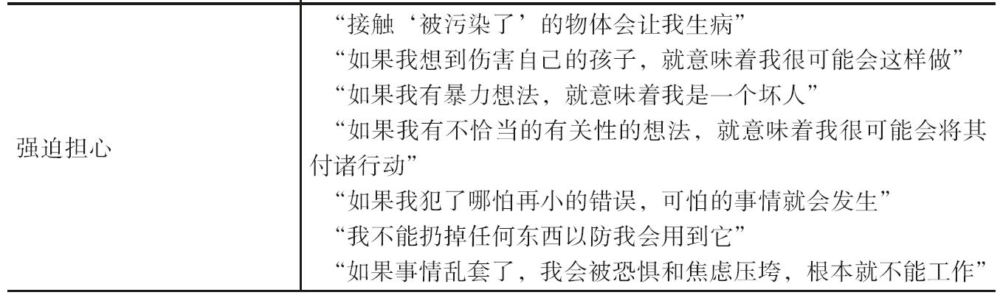 “接触‘被污染了’的物体会让我生病”
“如果我想到伤害自己的孩子，就意味着我很可能会这样做”
“如果我有暴力想法，就意味着我是一个坏人”
“如果我有不恰当的有关性的想法，就意味着我很可能会将其
强迫担心
付诸行动”
“如果我犯了哪怕再小的错误，可怕的事情就会发生”
“我不能扔掉任何东西以防我会用到它”
“如果事情乱套了，我会被恐惧和焦虑压垮，根本就不能工作”